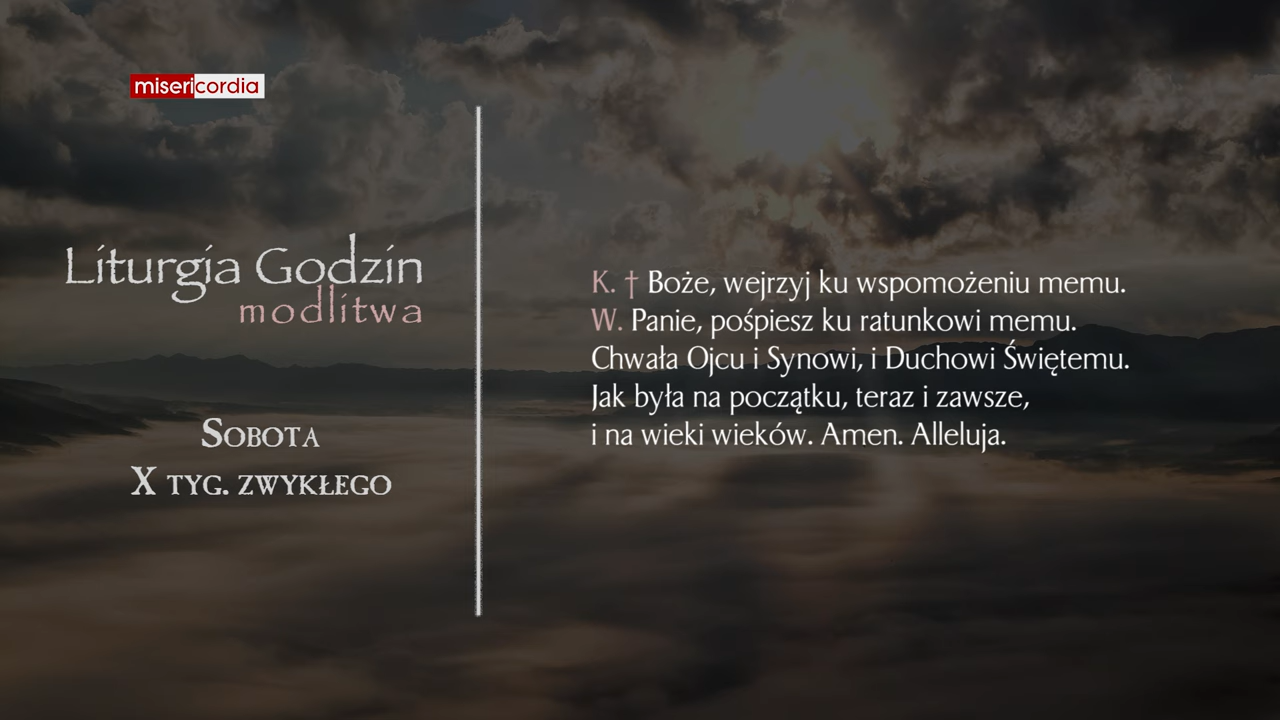 misericordia
Liturgia Godzin
modlitwa
Sobota
X tyg. zwykłego
K. † Boże, wejrzyj ku wspomożeniu memu.
W. Panie, pośpiesz ku ratunkowi memu.
Chwała Ojcu i Synowi, i Duchowi Świętemu.
Jak była na początku, teraz i zawsze,
i na wieki wieków. Amen. Alleluja.